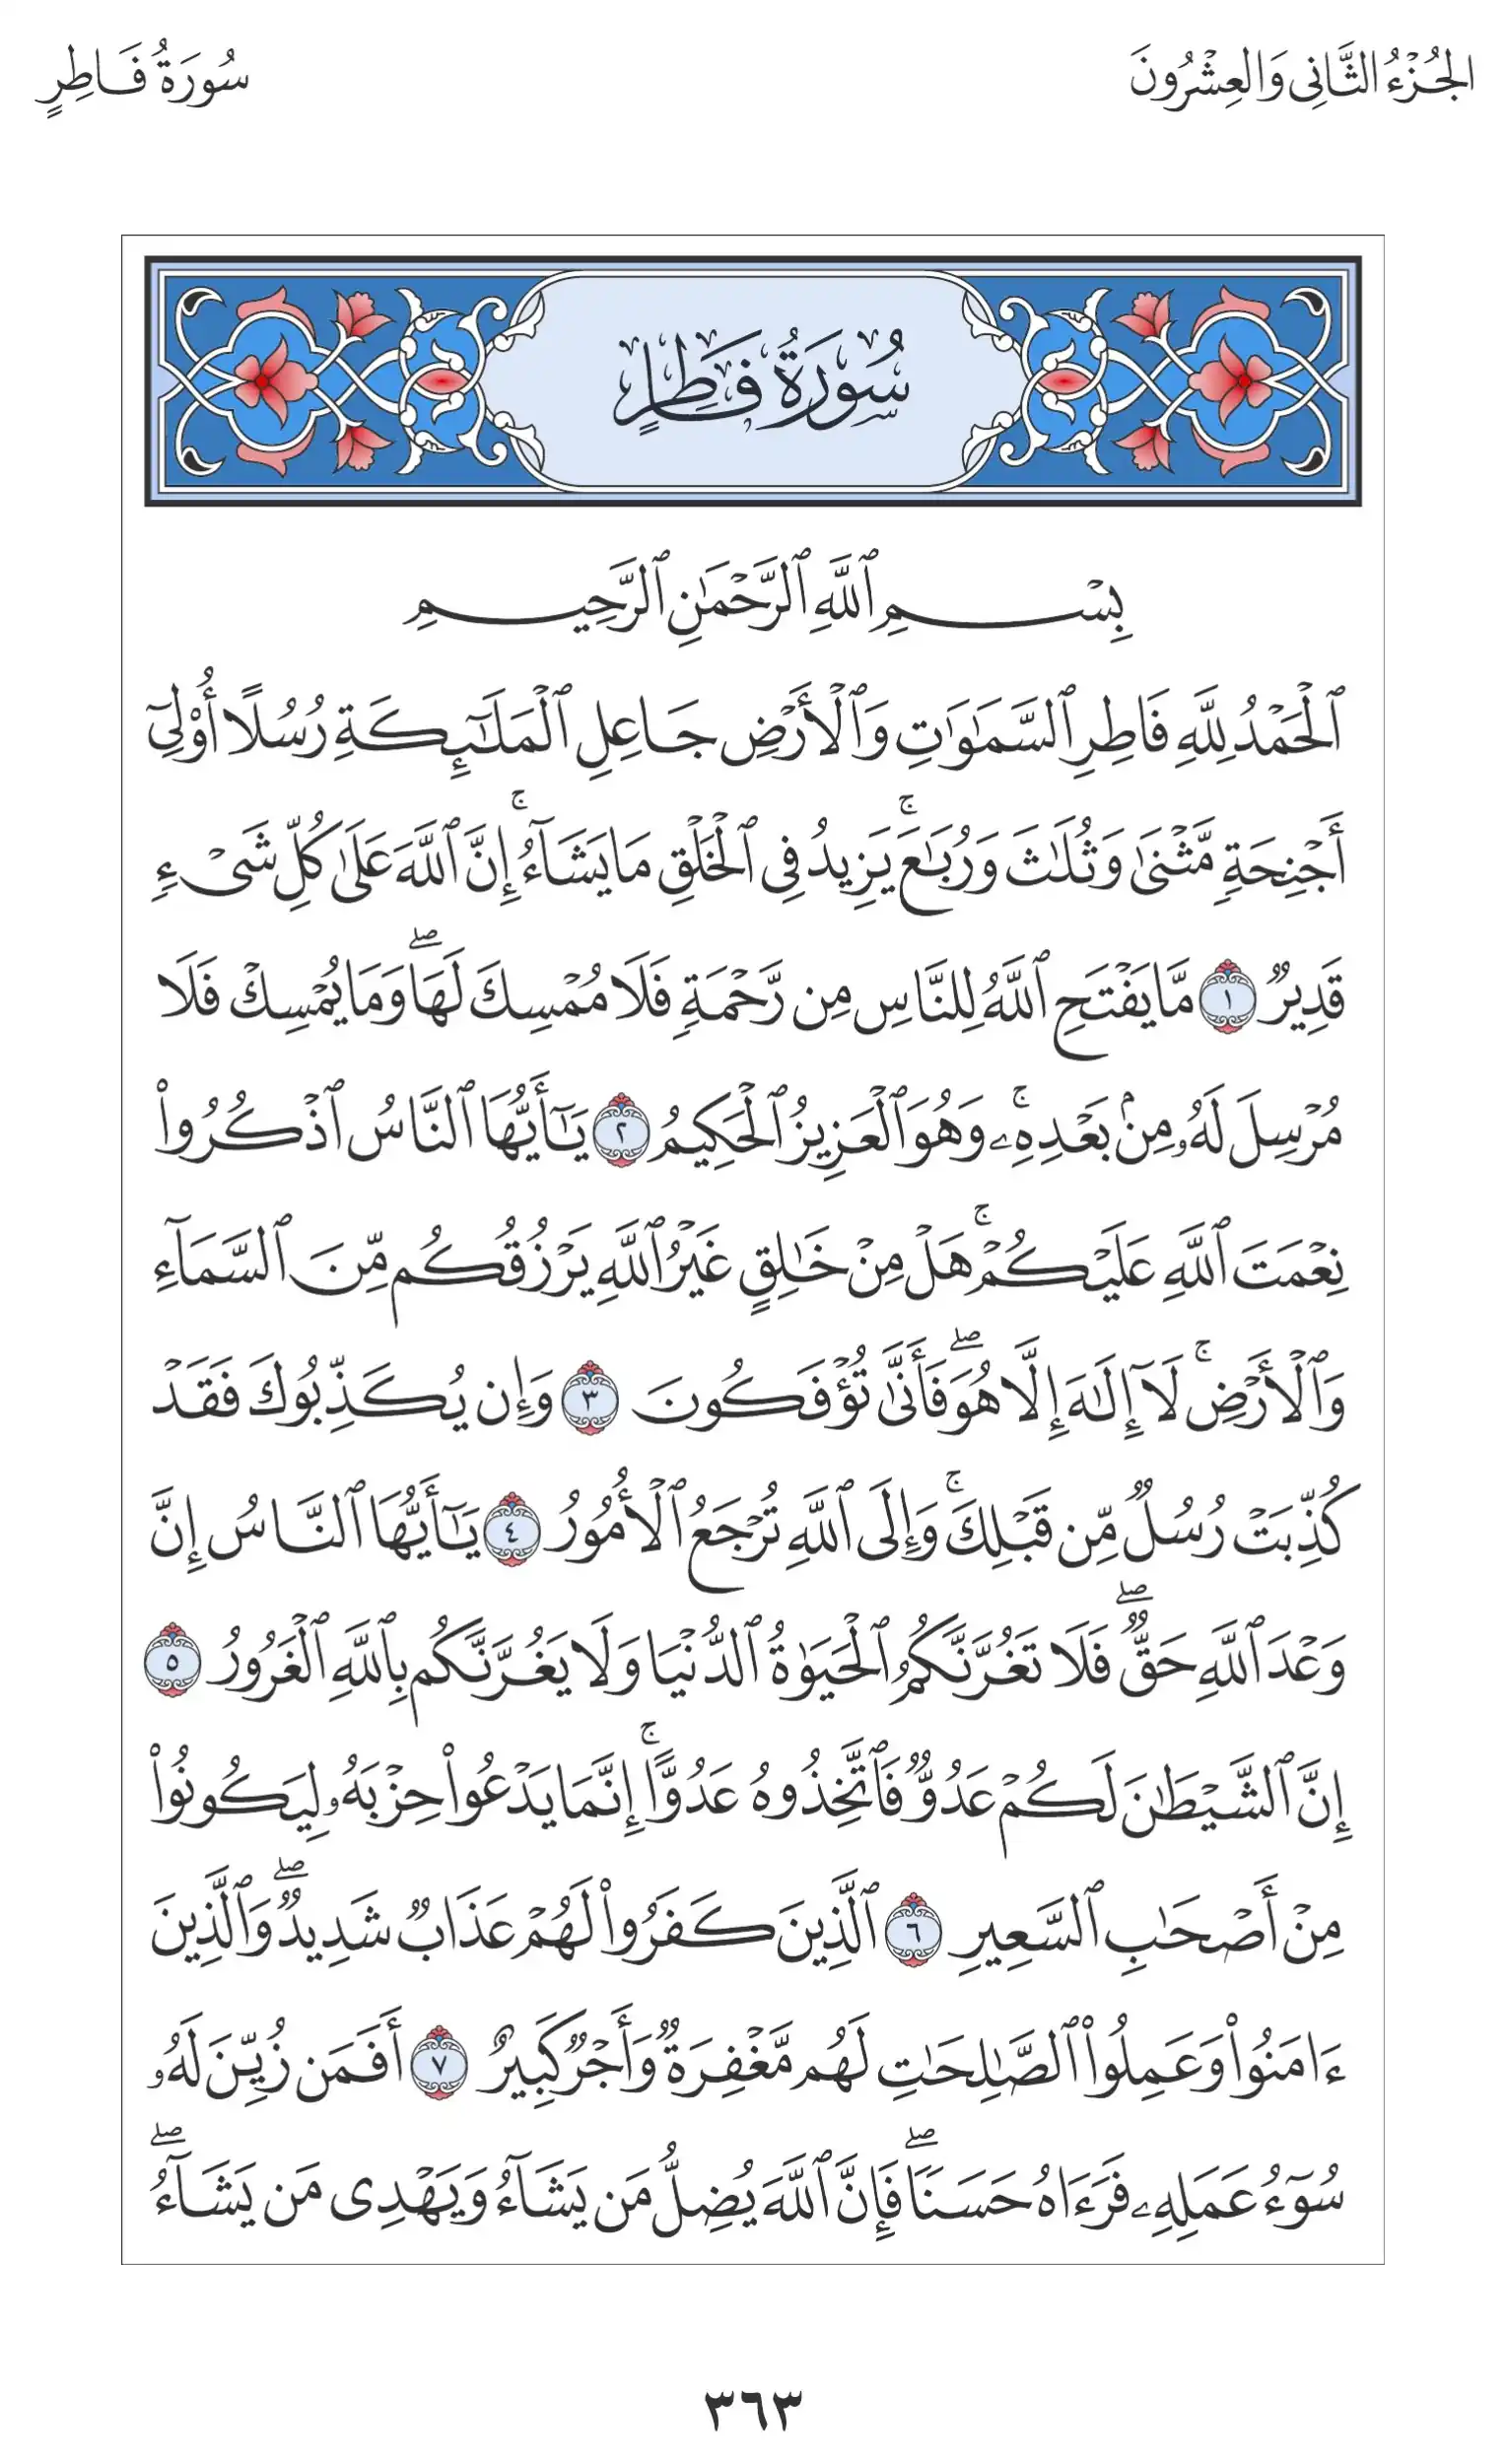 الجُزْءُ الثَّانِي وَالعِشْرُونَ
سُورَةُ فَاطِرٍ
سُورَةُ فَاطِرٍ
بِسْمِ ٱللَّهِ ٱلرَّحْمَٰنِ ٱلرَّحِيمِ
ٱلْحَمْدُ لِلَّهِ فَاطِرِ ٱلسَّمَٰوَٰتِ وَٱلْأَرْضِ جَاعِلِ ٱلْمَلَٰٓئِكَةِ رُسُلًا أُو۟لِىٓ
أَجْنِحَةٍ مَّثْنَىٰ وَثُلَٰثَ وَرُبَٰعَ ۚ يَزِيدُ فِى ٱلْخَلْقِ مَا يَشَآءُ ۚ إِنَّ ٱللَّهَ عَلَىٰ كُلِّ شَىْءٍ
قَدِيرٌ ١ مَّا يَفْتَحِ ٱللَّهُ لِلنَّاسِ مِن رَّحْمَةٍ فَلَا مُمْسِكَ لَهَا ۖ وَمَا يُمْسِكْ فَلَا
مُرْسِلَ لَهُۥ مِنۢ بَعْدِهِۦ ۚ وَهُوَ ٱلْعَزِيزُ ٱلْحَكِيمُ ٢ يَٰٓأَيُّهَا ٱلنَّاسُ ٱذْكُرُوا۟
نِعْمَتَ ٱللَّهِ عَلَيْكُمْ ۚ هَلْ مِنْ خَٰلِقٍ غَيْرُ ٱللَّهِ يَرْزُقُكُم مِّنَ ٱلسَّمَآءِ
وَٱلْأَرْضِ ۚ لَآ إِلَٰهَ إِلَّا هُوَ ۖ فَأَنَّىٰ تُؤْفَكُونَ ٣ وَإِن يُكَذِّبُوكَ فَقَدْ
كُذِّبَتْ رُسُلٌ مِّن قَبْلِكَ ۚ وَإِلَى ٱللَّهِ تُرْجَعُ ٱلْأُمُورُ ٤ يَٰٓأَيُّهَا ٱلنَّاسُ إِنَّ
وَعْدَ ٱللَّهِ حَقٌّ ۖ فَلَا تَغُرَّنَّكُمُ ٱلْحَيَوٰةُ ٱلدُّنْيَا وَلَا يَغُرَّنَّكُم بِٱللَّهِ ٱلْغَرُورُ ٥
إِنَّ ٱلشَّيْطَٰنَ لَكُمْ عَدُوٌّ فَٱتَّخِذُوهُ عَدُوًّا ۚ إِنَّمَا يَدْعُوا۟ حِزْبَهُۥ لِيَكُونُوا۟
مِنْ أَصْحَٰبِ ٱلسَّعِيرِ ٦ ٱلَّذِينَ كَفَرُوا۟ لَهُمْ عَذَابٌ شَدِيدٌ ۖ وَٱلَّذِينَ
ءَامَنُوا۟ وَعَمِلُوا۟ ٱلصَّٰلِحَٰتِ لَهُم مَّغْفِرَةٌ وَأَجْرٌ كَبِيرٌ ٧ أَفَمَن زُيِّنَ لَهُۥ
سُوٓءُ عَمَلِهِۦ فَرَءَاهُ حَسَنًا ۖ فَإِنَّ ٱللَّهَ يُضِلُّ مَن يَشَآءُ وَيَهْدِى مَن يَشَآءُ ۖ
٣٦٣